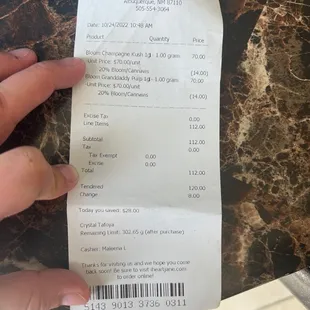 Albuquerque, NM 87110
505-554-3064
Date: 10/24/2022 10:48 AM
Product Quantity Price
Bloom Champagne Kush 1g - 1.00 gram 70.00
Unit Price: $70.00/unit
20% Bloom/Cannavis (14.00)
Bloom Granddaddy Purp 1g - 1.00 gram 70.00
Unit Price: $70.00/unit
20% Bloom/Cannavis (14.00)
Excise Tax 0.00
Line Items 112.00
Subtotal 112.00
Tax 0.00
Tax Exempt 0.00
Excise 0.00
Total 112.00
Tendered 120.00
Change 8.00
Today you saved: $28.00
Crystal
Remaining Limit: 382.65 g (after purchase)
Cashier:
Thanks for visiting us and we hope you come
back soon! Be sure to visit iheartjane.com
to order online!
5143 9013 3736 0311